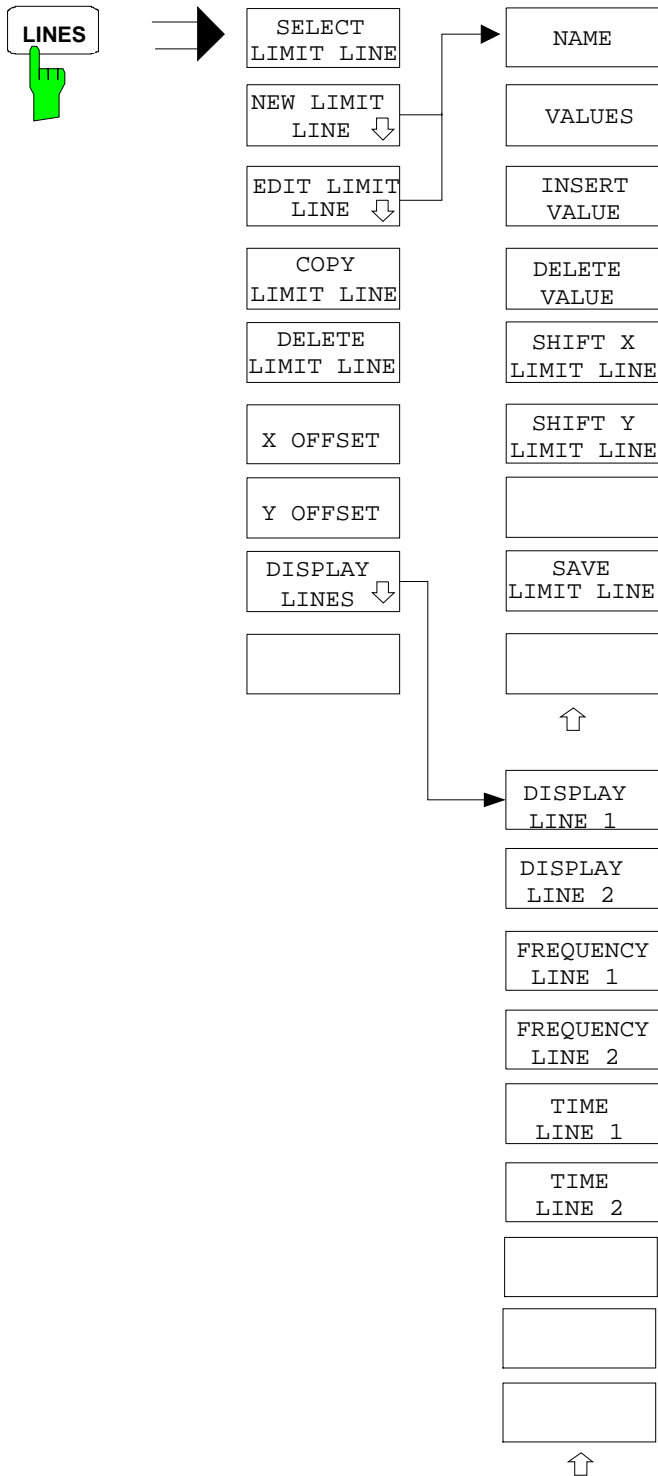 LINES
SELECT
LIMIT LINE
NEW LIMIT
LINE
EDIT LIMIT
LINE
COPY
LIMIT LINE
DELETE
LIMIT LINE
X OFFSET
Y OFFSET
DISPLAY
LINES
NAME
VALUES
INSERT
VALUE
DELETE
VALUE
SHIFT X
LIMIT LINE
SHIFT Y
LIMIT LINE
SAVE
LIMIT LINE
DISPLAY
LINE 1
DISPLAY
LINE 2
FREQUENCY
LINE 1
FREQUENCY
LINE 2
TIME
LINE 1
TIME
LINE 2